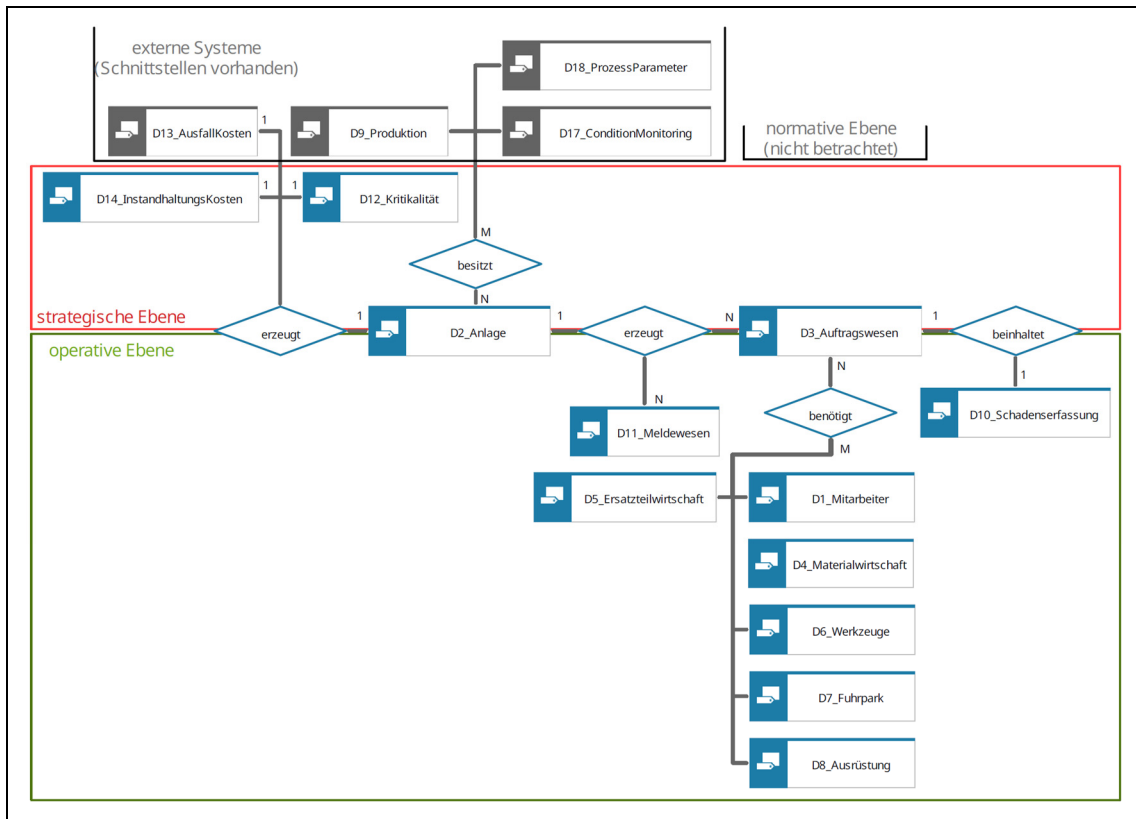 externe Systeme
(Schnittstellen vorhanden)
D18_ProzessParameter
D13_AusfallKosten
1
D9_Produktion
D17_ConditionMonitoring
normative Ebene
(nicht betrachtet)
D14_InstandhaltungsKosten
1
1
D12_Kritikalität
M
besitzt
N
strategische Ebene
erzeugt
1
D2_Anlage
1
erzeugt
N
D3_Auftragswesen
1
beinhaltet
operative Ebene
N
1
benötigt
D10_Schadenserfassung
N
D11_Meldewesen
M
D5_Ersatzteilwirtschaft
D1_Mitarbeiter
D4_Materialwirtschaft
D6_Werkzeuge
D7_Fuhrpark
D8_Ausrüstung